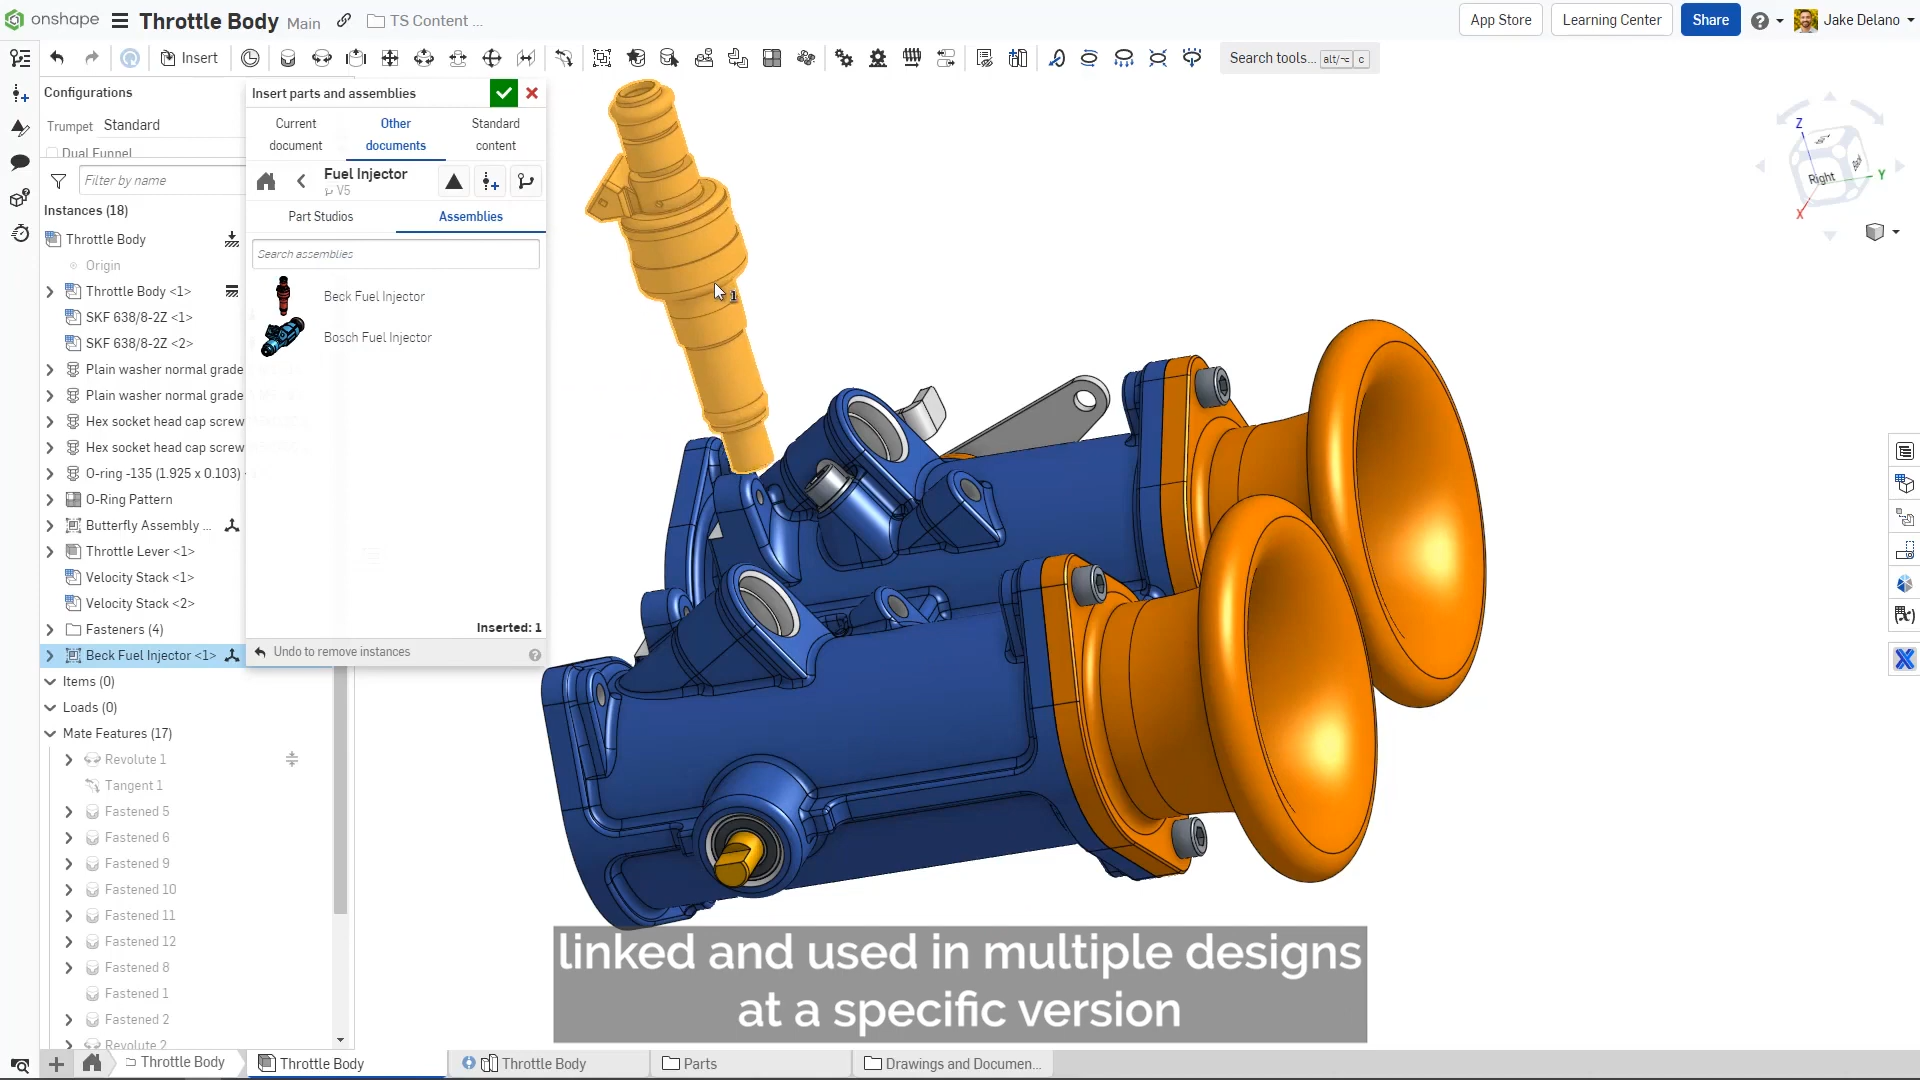 onshape Throttle Body Main TS Content ...
App Store Learning Center Share Jake Delano
Insert Search tools... alt/⌥ c
Configurations
Trumpet Standard
Dual Funnel
Filter by name
Instances (18)
Throttle Body
Origin
Throttle Body <1>
SKF 638/8-2Z <1>
SKF 638/8-2Z <2>
Plain washer normal grade
Plain washer normal grade
Hex socket head cap screw
Hex socket head cap screw
O-ring -135 (1.925 x 0.103)
O-Ring Pattern
Butterfly Assembly ...
Throttle Lever <1>
Velocity Stack <1>
Velocity Stack <2>
Fasteners (4)
Beck Fuel Injector <1>
Items (0)
Loads (0)
Mate Features (17)
Revolute 1
Tangent 1
Fastened 5
Fastened 6
Fastened 9
Fastened 10
Fastened 11
Fastened 12
Fastened 8
Fastened 1
Fastened 2
Revolute 2
Insert parts and assemblies
Current document
Other documents
Standard content
Fuel Injector
V5
Part Studios Assemblies
Search assemblies
Beck Fuel Injector
Bosch Fuel Injector
Inserted: 1
Undo to remove instances
1
Z
Y
X
Right
Back
linked and used in multiple designs
at a specific version
Throttle Body Throttle Body Throttle Body Parts Drawings and Documen...